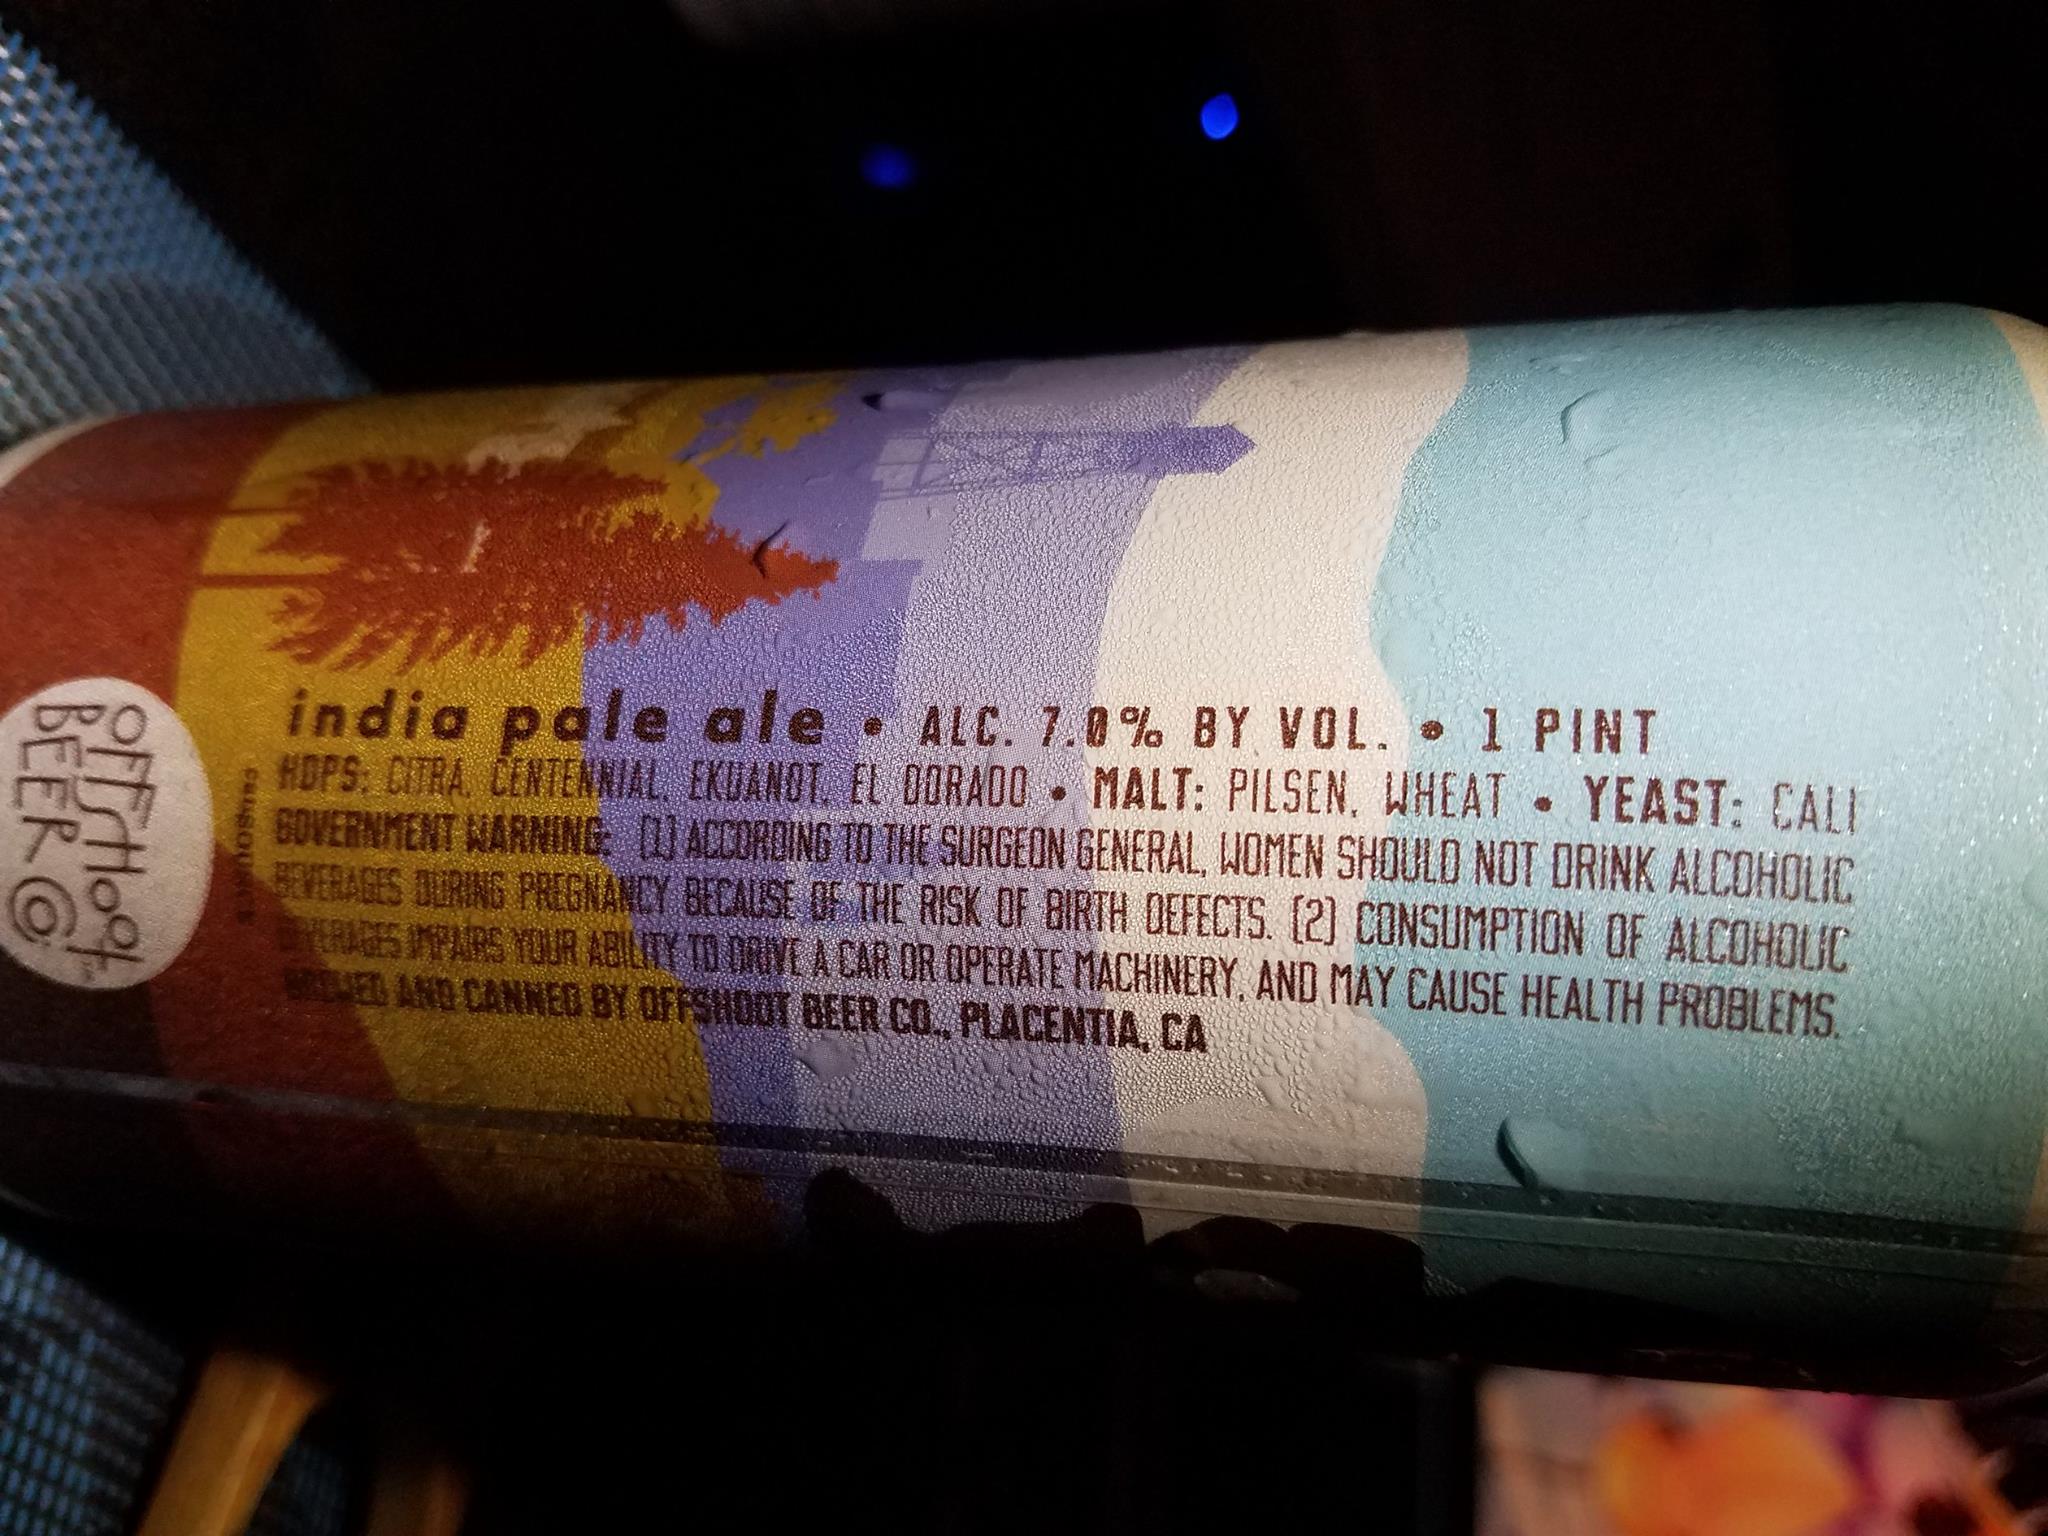 india pale ale • ALC. 7.0% BY VOL. • 1 PINT
HOPS: CITRA, CENTENNIAL, EKUANOT, EL DORADO • MALT: PILSEN, WHEAT • YEAST: CALI
GOVERNMENT WARNING: (1) ACCORDING TO THE SURGEON GENERAL, WOMEN SHOULD NOT DRINK ALCOHOLIC
BEVERAGES DURING PREGNANCY BECAUSE OF THE RISK OF BIRTH DEFECTS. (2) CONSUMPTION OF ALCOHOLIC
BEVERAGES IMPAIRS YOUR ABILITY TO DRIVE A CAR OR OPERATE MACHINERY, AND MAY CAUSE HEALTH PROBLEMS.
BREWED AND CANNED BY OFFSHOOT BEER CO., PLACENTIA, CA
OFFSHOOT
BEER CO